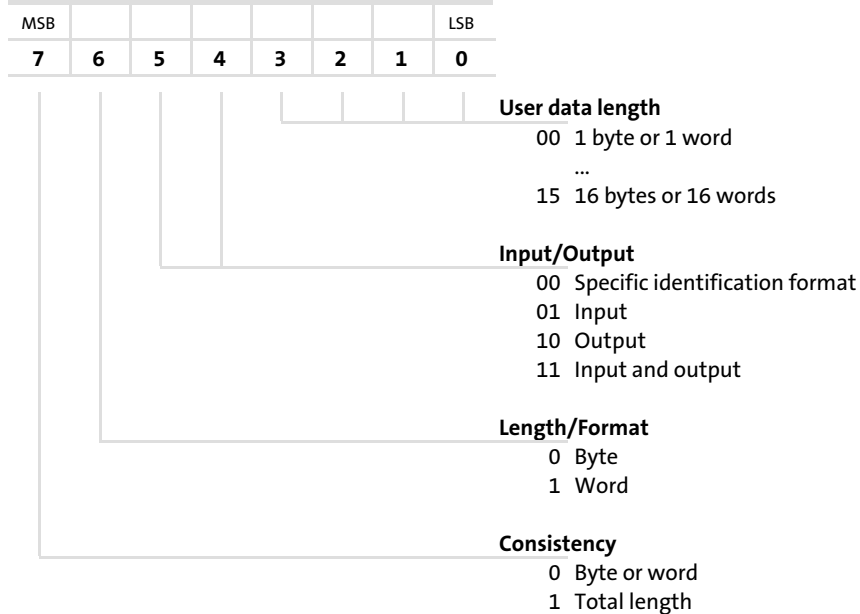 MSB LSB
7 6 5 4 3 2 1 0
User data length
00 1 byte or 1 word
...
15 16 bytes or 16 words
Input/Output
00 Specific identification format
01 Input
10 Output
11 Input and output
Length/Format
0 Byte
1 Word
Consistency
0 Byte or word
1 Total length